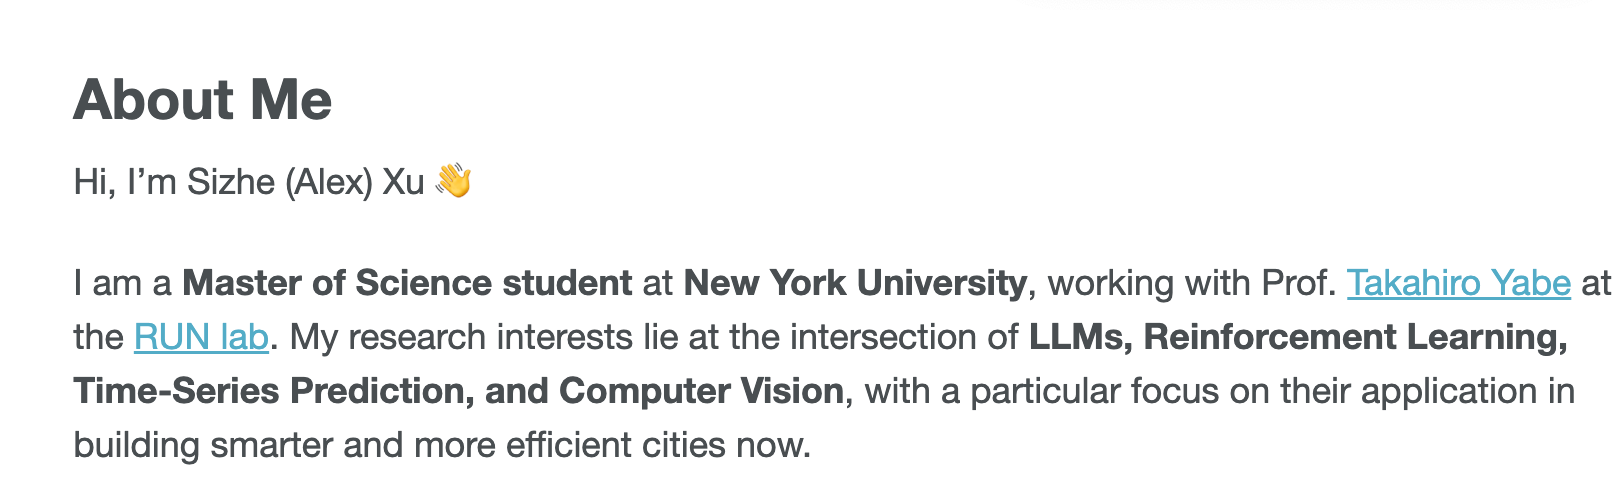 About Me
Hi, I’m Sizhe (Alex) Xu 👋
I am a Master of Science student at New York University, working with Prof. Takahiro Yabe at
the RUN lab. My research interests lie at the intersection of LLMs, Reinforcement Learning,
Time-Series Prediction, and Computer Vision, with a particular focus on their application in
building smarter and more efficient cities now.